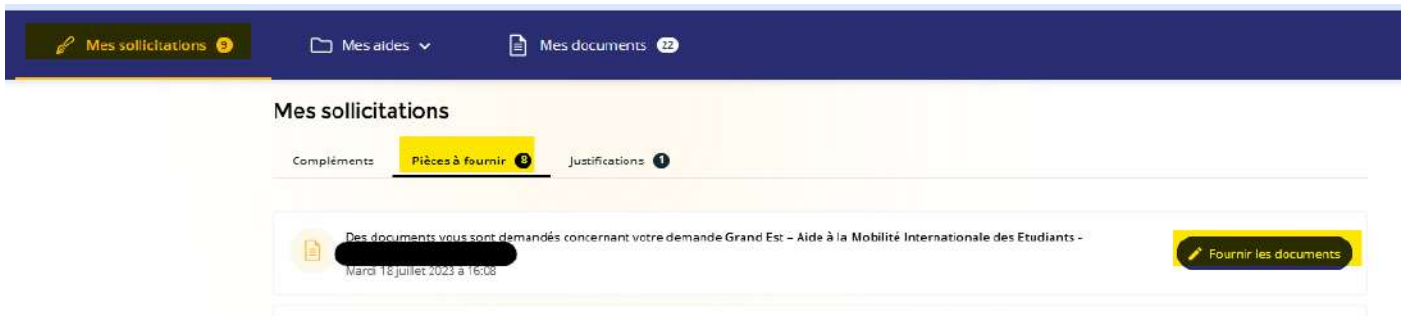 Mes sollicitations 9 Mes aides Mes documents 22
Mes sollicitations
Compléments Pièces à fournir 8 Justifications 1
Des documents vous sont demandés concernant votre demande Grand Est – Aide à la Mobilité Internationale des Etudiants -
Mardi 18 juillet 2023 à 16:08
Fournir les documents